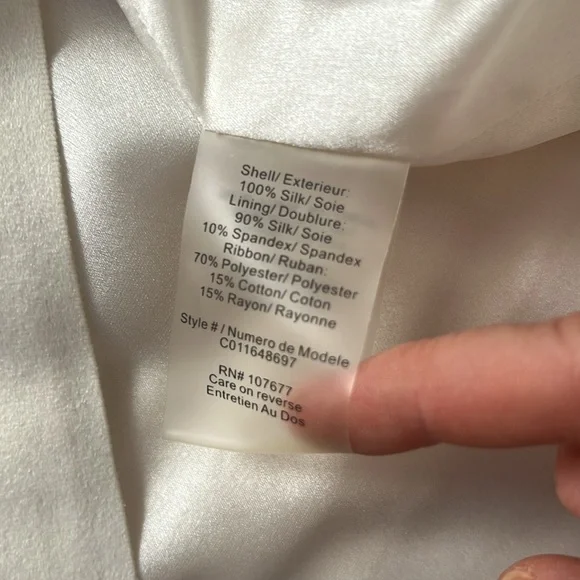 Shell/ Exterieur:
100% Silk/ Soie
Lining/ Doublure:
90% Silk/ Soie
10% Spandex/ Spandex
Ribbon/ Ruban:
70% Polyester/ Polyester
15% Cotton/ Coton
15% Rayon/ Rayonne
Style # / Numero de Modele
C011648697
RN# 107677
Care on reverse
Entretien Au Dos